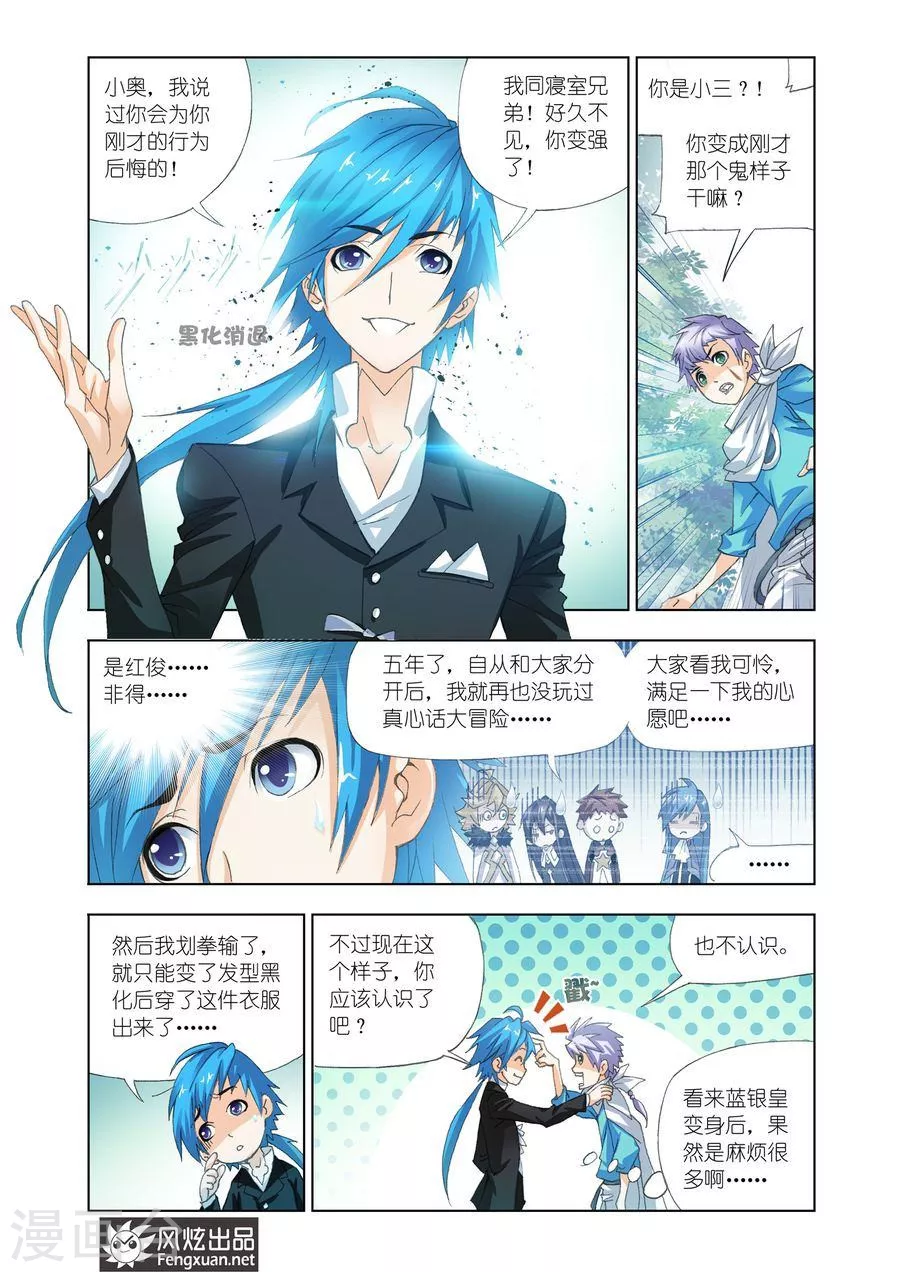 小奥，我说
过你会为你
刚才的行为
后悔的！
我同寝室兄
弟！好久不
见，你变强
了！
黑化消退
你是小三？！
你变成刚才
那个鬼样子
干嘛？
是红俊……
非得……
五年了，自从和大家分
开后，我就再也没玩过
真心话大冒险……
大家看我可怜，
满足一下我的心
愿吧……
……
然后我划拳输了，
就只能变了发型黑
化后穿了这件衣服
出来了……
不过现在这
个样子，你
应该认识了
吧？
戳~
也不认识。
看来蓝银皇
变身后，果
然是麻烦很
多啊……
漫画台
风炫出品
Fengxuan.net